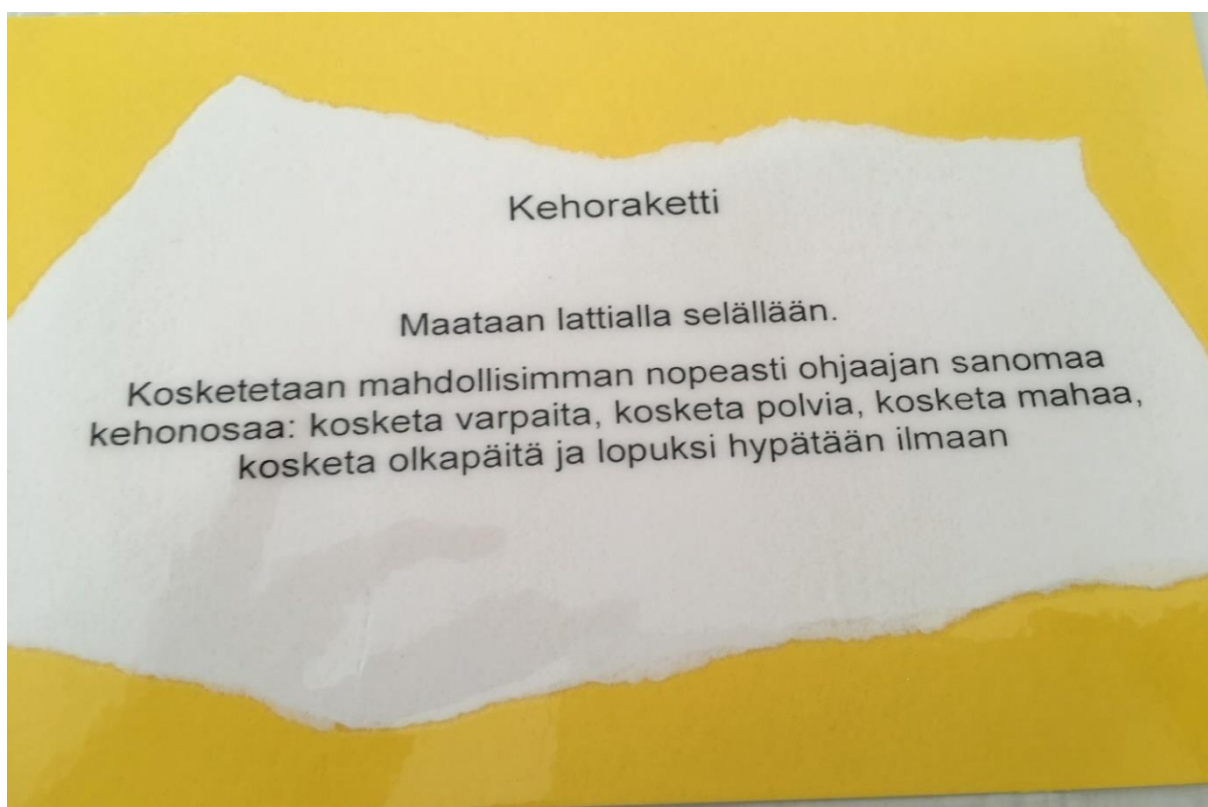 Kehoraketti
Maataan lattialla selällään.
Kosketetaan mahdollisimman nopeasti ohjaajan sanomaa
kehonosaa: kosketa varpaita, kosketa polvia, kosketa mahaa,
kosketa olkapäitä ja lopuksi hypätään ilmaan